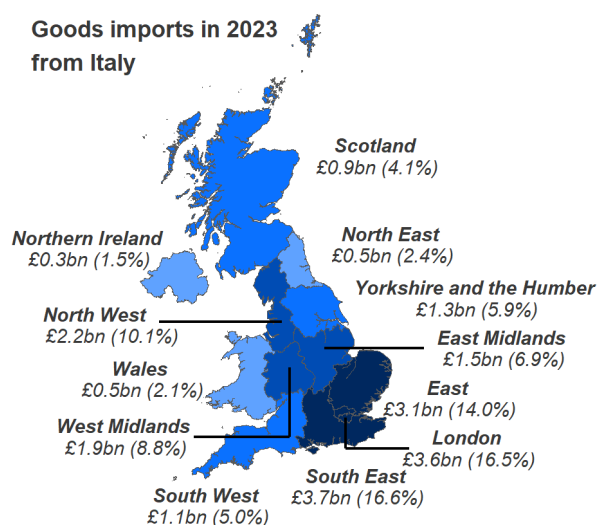 Goods imports in 2023
from Italy
Scotland
£0.9bn (4.1%)
Northern Ireland
£0.3bn (1.5%)
North East
£0.5bn (2.4%)
Yorkshire and the Humber
£1.3bn (5.9%)
North West
£2.2bn (10.1%)
East Midlands
£1.5bn (6.9%)
Wales
£0.5bn (2.1%)
East
£3.1bn (14.0%)
West Midlands
£1.9bn (8.8%)
London
£3.6bn (16.5%)
South East
£3.7bn (16.6%)
South West
£1.1bn (5.0%)